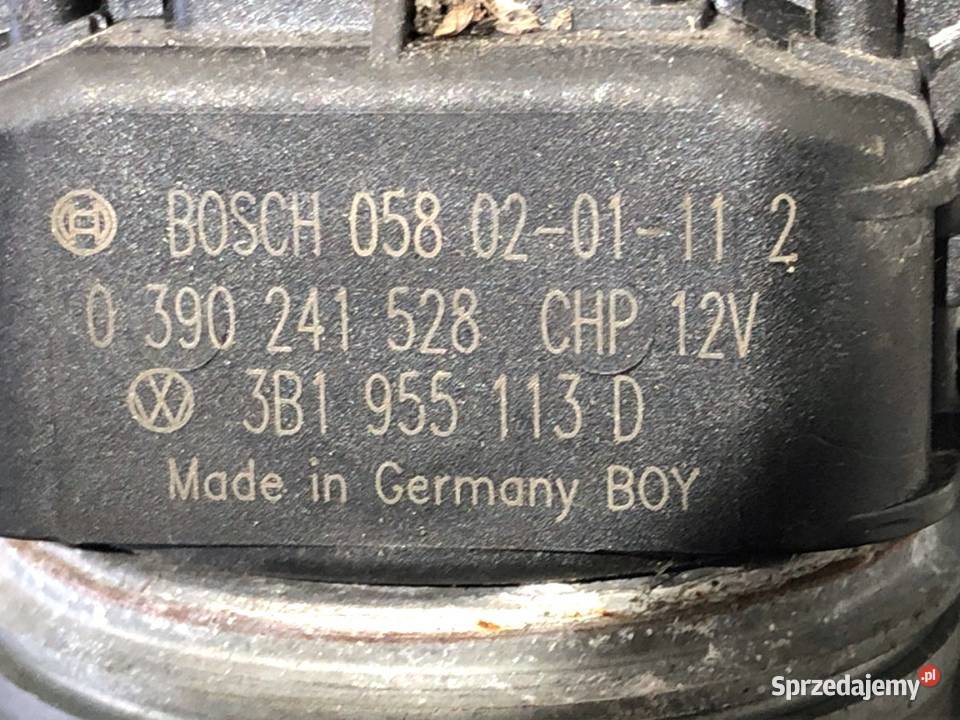 BOSCH 058 02-01-11 2
0 390 241 528 CHP 12V
3B1 955 113 D
Made in Germany BOY
Sprzedajemy.pl